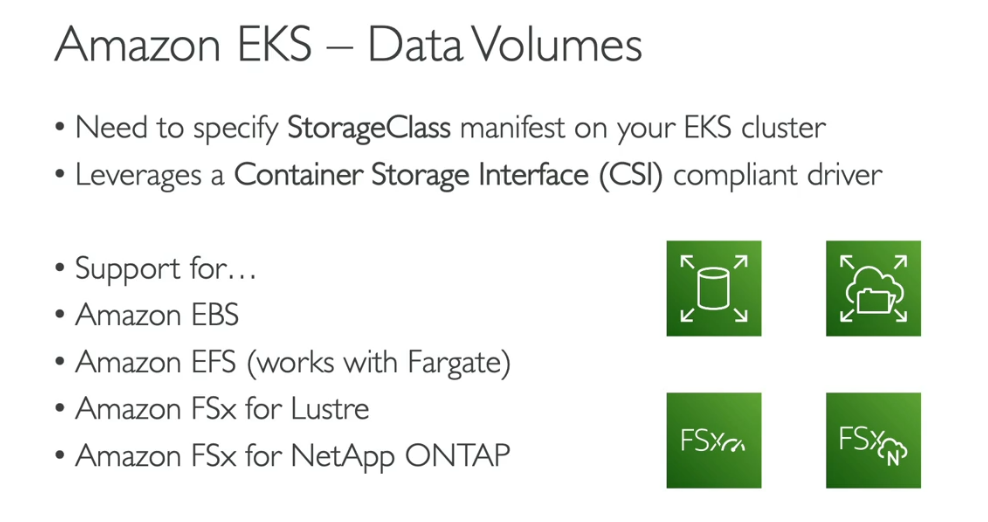 Amazon EKS – Data Volumes
• Need to specify StorageClass manifest on your EKS cluster
• Leverages a Container Storage Interface (CSI) compliant driver
• Support for…
• Amazon EBS
• Amazon EFS (works with Fargate)
• Amazon FSx for Lustre
• Amazon FSx for NetApp ONTAP
FSx
FSx
N